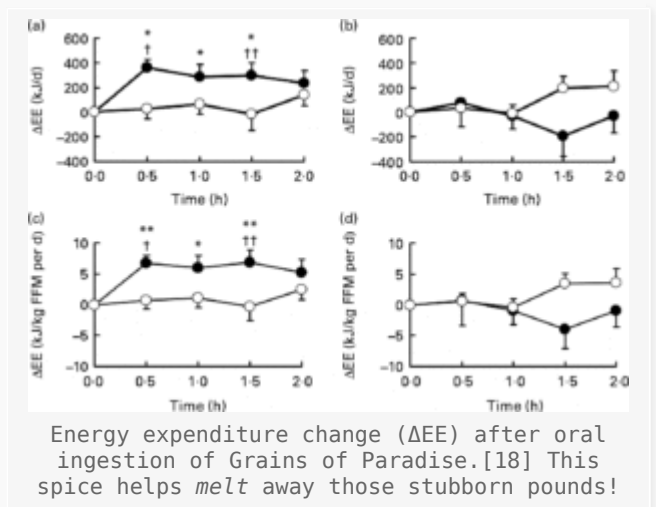 (a) (b)
* * *
† ††
600 600
400 400
200 200
0 0
−200 −200
−400 −400
ΔEE (kJ/d) ΔEE (kJ/d)
0·0 0·5 1·0 1·5 2·0 0·0 0·5 1·0 1·5 2·0
Time (h) Time (h)
(c) (d)
** * **
† ††
10 10
5 5
0 0
−5 −5
−10 −10
ΔEE (kJ/kg FFM per d) ΔEE (kJ/kg FFM per d)
0·0 0·5 1·0 1·5 2·0 0·0 0·5 1·0 1·5 2·0
Time (h) Time (h)
Energy expenditure change (ΔEE) after oral
ingestion of Grains of Paradise.[18] This
spice helps melt away those stubborn pounds!